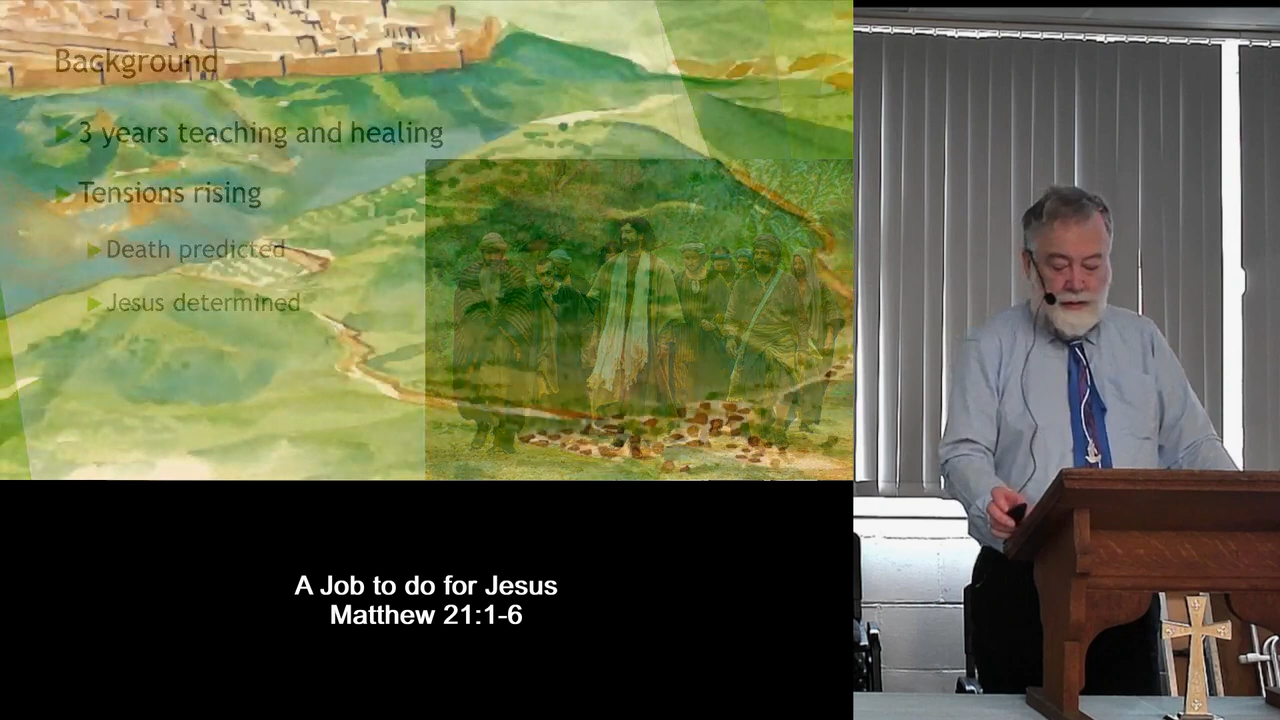 Background
3 years teaching and healing
Tensions rising
Death predicted
Jesus determined
A Job to do for Jesus
Matthew 21:1-6